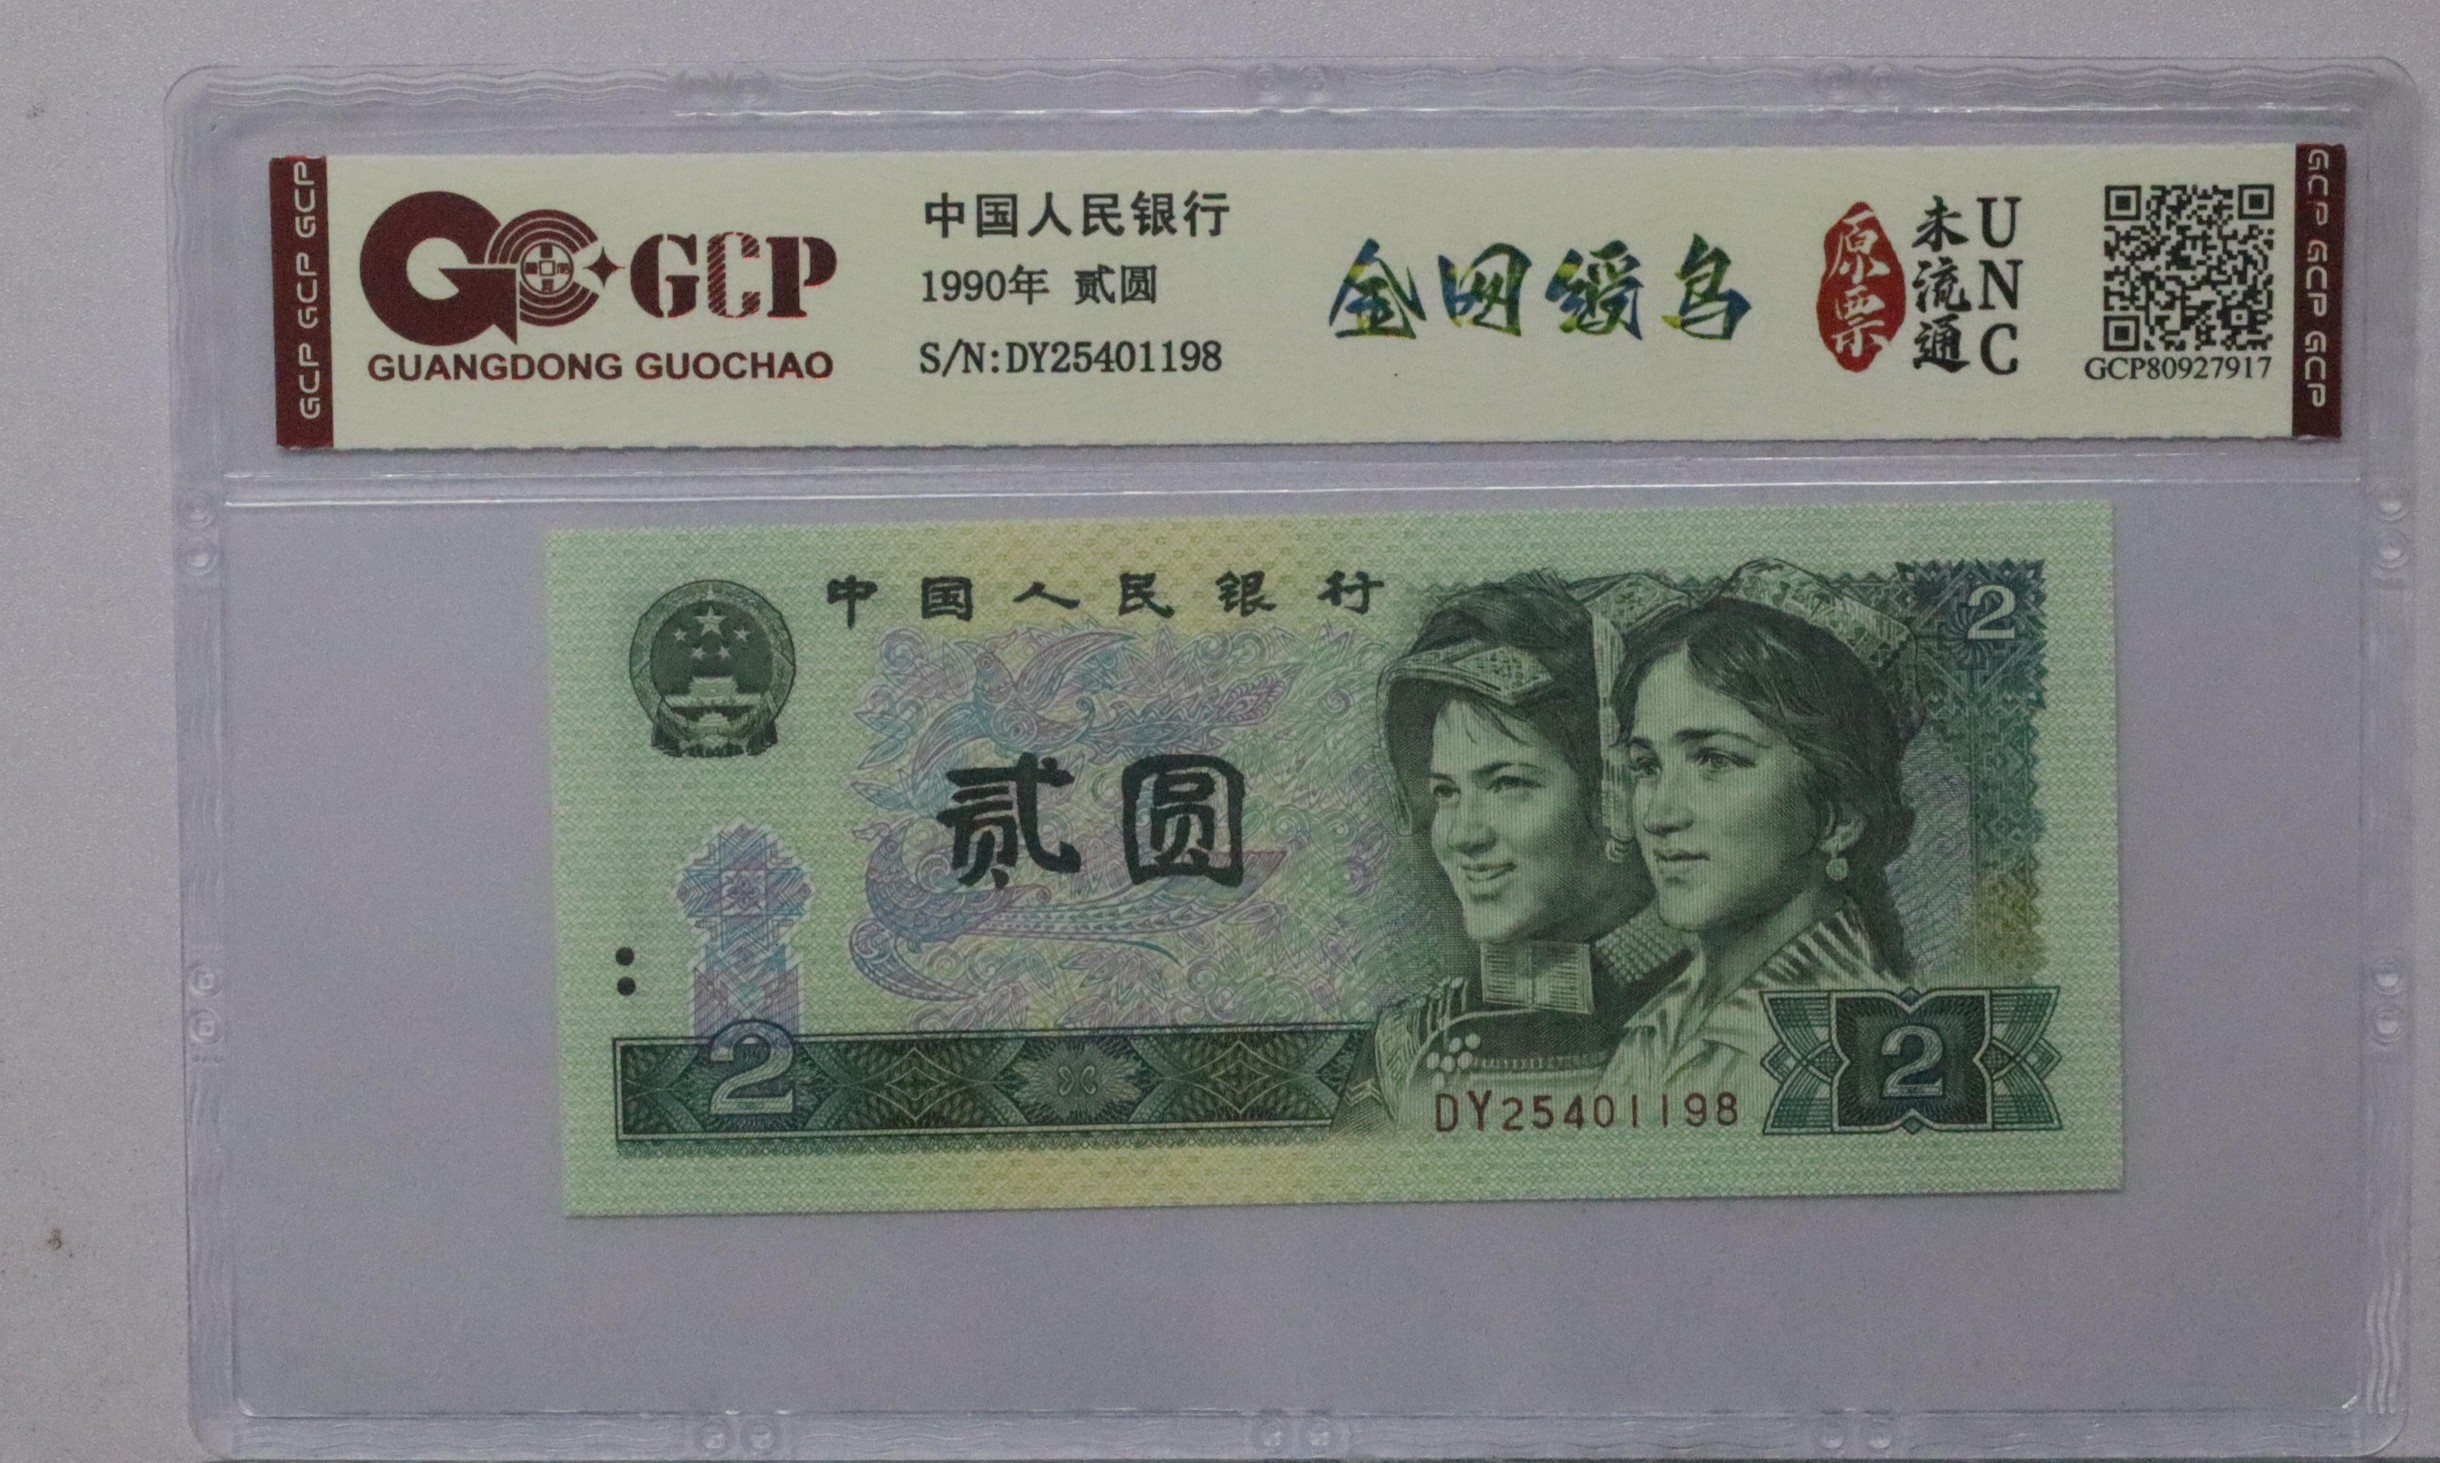 GCP GCP GCP
GCP
GUANGDONG GUOCHAO
中国人民银行
1990年 贰圆
S/N:DY25401198
金网绶鸟
原票
未流通
UNC
GCP80927917
GCP GCP GCP
中国人民银行
2
贰圆
2
DY25401198
2